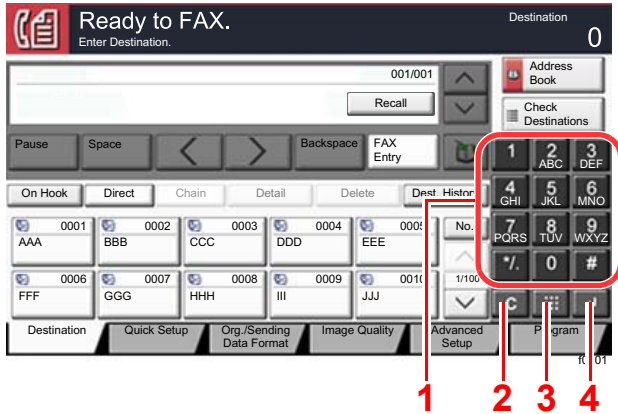 Ready to FAX.
Enter Destination.
Destination
0
001/001
Recall
Address
Book
Check
Destinations
Pause
Space
Backspace
FAX
Entry
1
2
ABC
3
DEF
On Hook
Direct
Chain
Detail
Delete
Dest. History
4
GHI
5
JKL
6
MNO
0001
AAA
0002
BBB
0003
CCC
0004
DDD
0005
EEE
No.
7
PQRS
8
TUV
9
WXYZ
*/.
0
#
0006
FFF
0007
GGG
0008
HHH
0009
III
0010
JJJ
1/100
C
Destination
Quick Setup
Org./Sending
Data Format
Image Quality
Advanced
Setup
Program
1
2
3
4